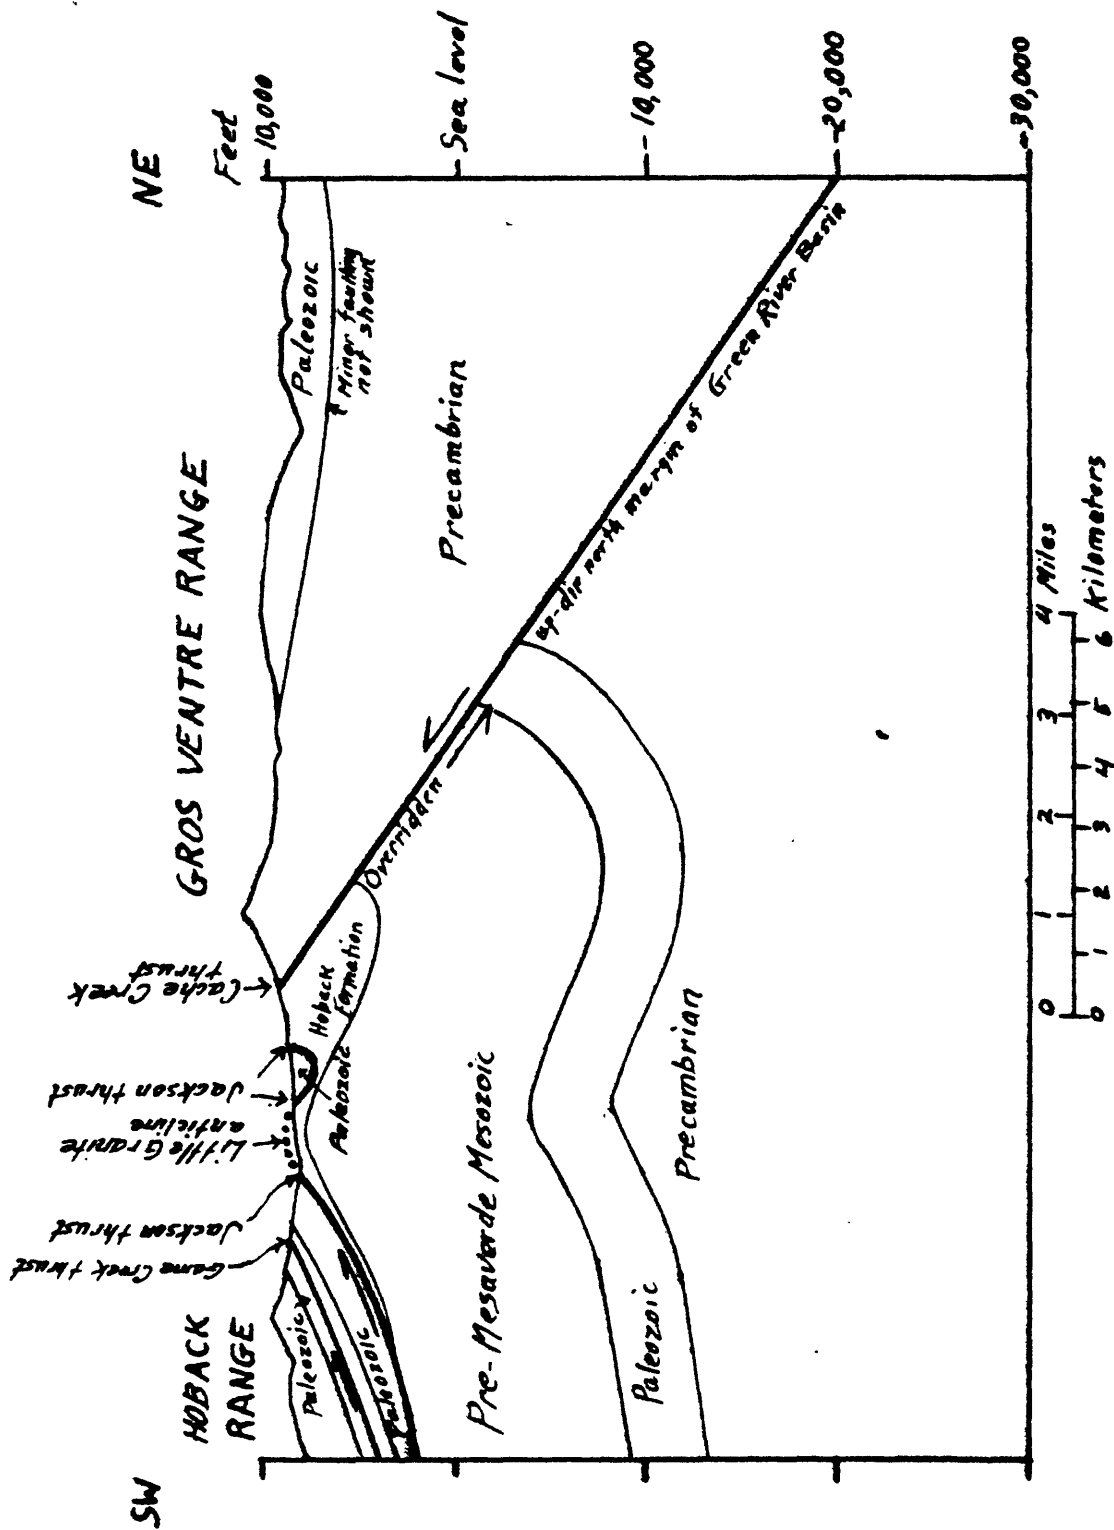 SW
NE
HOBACK
RANGE
GROS VENTRE RANGE
Game Creek thrust
Jackson thrust
Little Granite
anticline
Jackson thrust
Cache Creek
thrust
Feet
10,000
Sea level
-10,000
-20,000
-30,000
Paleozoic
Paleozoic
Paleozoic
Hoback
Formation
Paleozoic
Minor faulting
not shown
Precambrian
Overridden up-dip north margin of Green River Basin
Pre-Mesaverde Mesozoic
Paleozoic
Precambrian
0 1 2 3 4 Miles
0 1 2 3 4 5 6 Kilometers